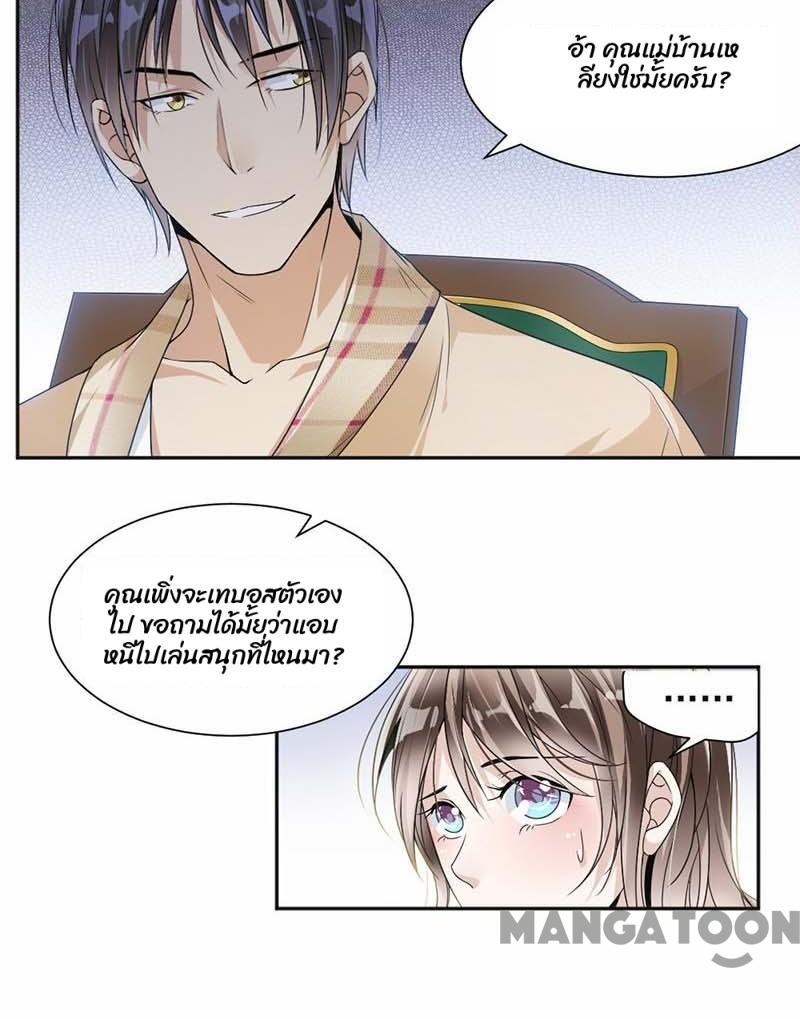 อ้า คุณแม่บ้านเห
ลียงใช่มั้ยครับ?
คุณเพิ่งจะเทบอสตัวเอง
ไป ขอถามได้มั้ยว่าแอบ
หนีไปเล่นสนุกที่ไหนมา?
......
MANGATOON